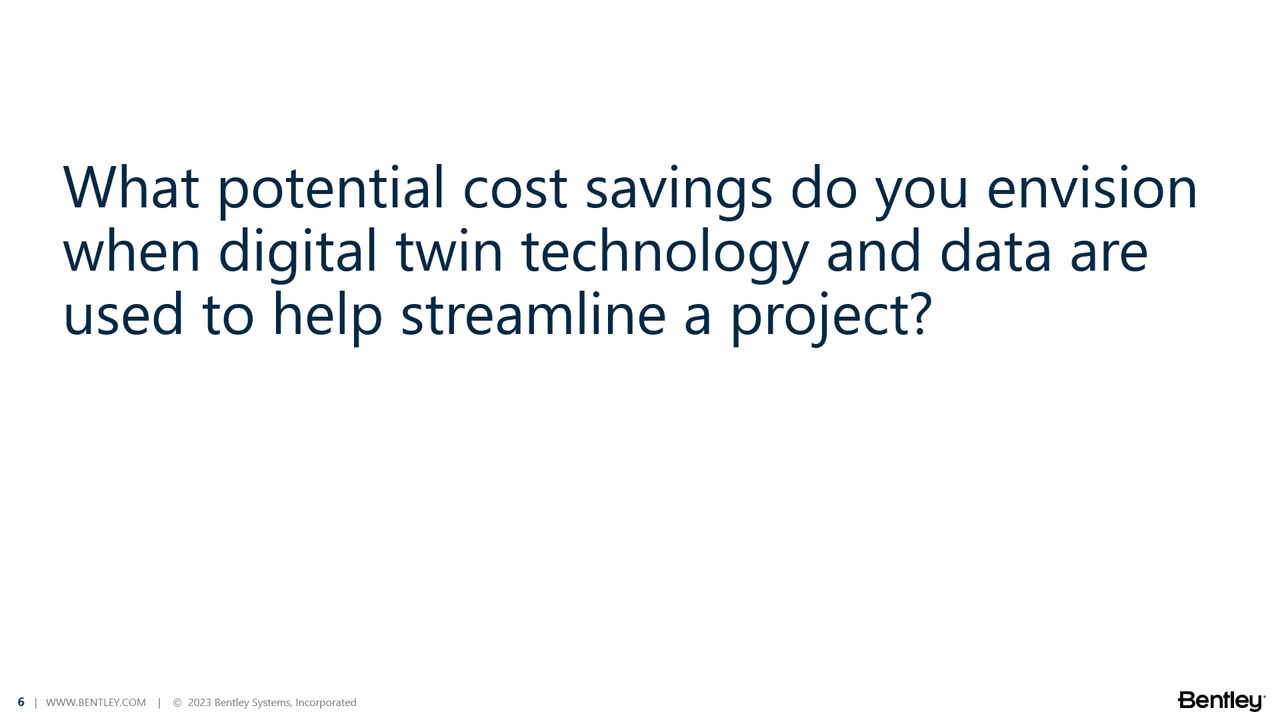 What potential cost savings do you envision
when digital twin technology and data are
used to help streamline a project?
6 | WWW.BENTLEY.COM | © 2023 Bentley Systems, Incorporated
Bentley